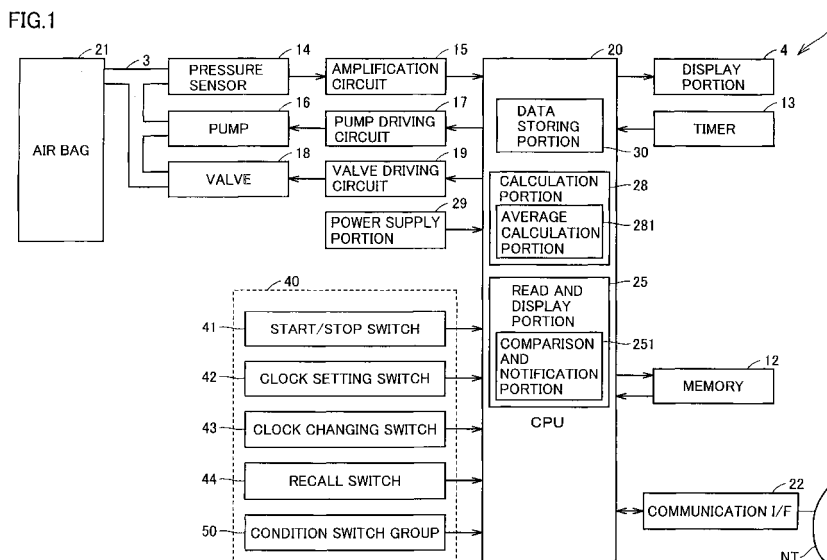 FIG.1
21
3
14
15
20
4
AIR BAG
PRESSURE
SENSOR
AMPLIFICATION
CIRCUIT
DISPLAY
PORTION
16
17
13
PUMP
PUMP DRIVING
CIRCUIT
DATA
STORING
PORTION
30
TIMER
18
19
VALVE
VALVE DRIVING
CIRCUIT
CALCULATION
PORTION
28
29
POWER SUPPLY
PORTION
AVERAGE
CALCULATION
PORTION
281
40
25
READ AND
DISPLAY
PORTION
41
START/STOP SWITCH
COMPARISON
AND
NOTIFICATION
PORTION
251
12
MEMORY
42
CLOCK SETTING SWITCH
43
CLOCK CHANGING SWITCH
CPU
44
RECALL SWITCH
22
COMMUNICATION I/F
50
CONDITION SWITCH GROUP
NT